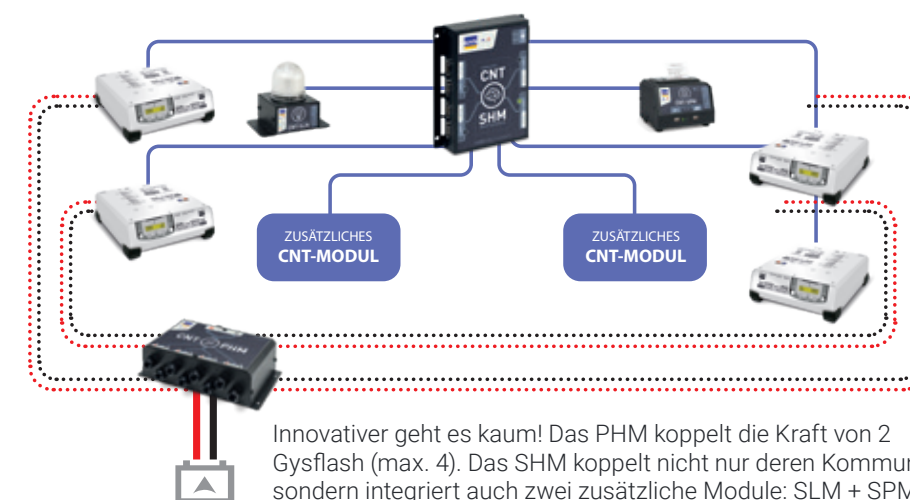 CNT
SHM
ZUSÄTZLICHES
CNT-MODUL
ZUSÄTZLICHES
CNT-MODUL
CNT PHM
Innovativer geht es kaum! Das PHM koppelt die Kraft von 2
Gysflash (max. 4). Das SHM koppelt nicht nur deren Kommu
sondern integriert auch zwei zusätzliche Module: SLM + SPM